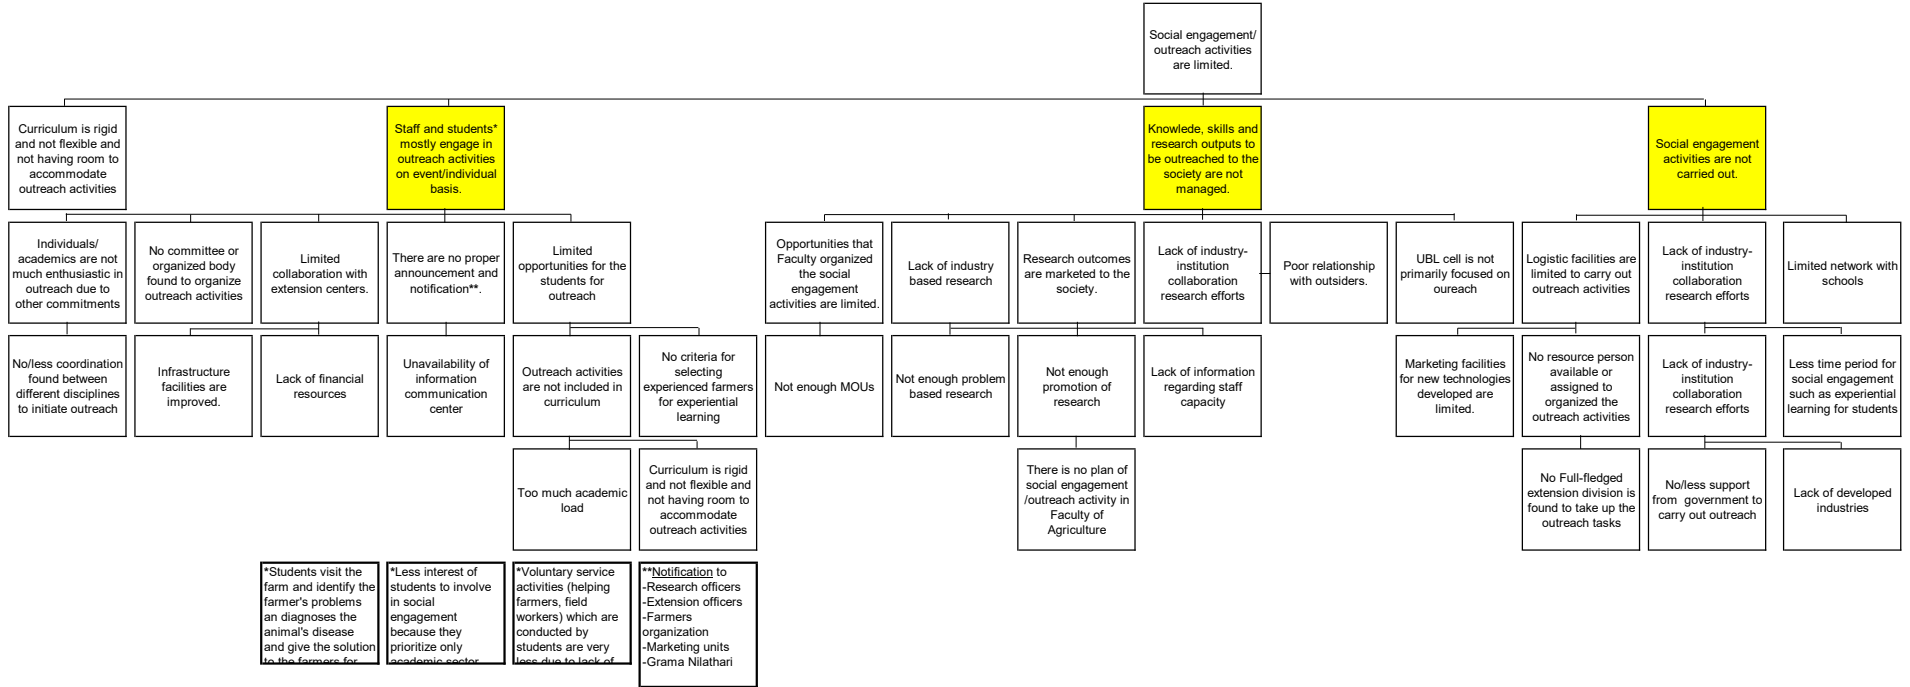 Social engagement/
outreach activities
are limited.
Curriculum is rigid
and not flexible and
not having room to
accommodate
outreach activities
Staff and students*
mostly engage in
outreach activities
on event/individual
basis.
Knowlede, skills and
research outputs to
be outreached to the
society are not
managed.
Social engagement
activities are not
carried out.
Individuals/
academics are not
much enthusiastic in
outreach due to
other commitments
No committee or
organized body
found to organize
outreach activities
Limited
collaboration with
extension centers.
There are no proper
announcement and
notification**.
Limited
opportunities for the
students for
outreach
Opportunities that
Faculty organized
the social
engagement
activities are limited.
Lack of industry
based research
Research outcomes
are marketed to the
society.
Lack of industry-
institution
collaboration
research efforts
Poor relationship
with outsiders.
UBL cell is not
primarily focused on
oureach
Logistic facilities are
limited to carry out
outreach activities
Lack of industry-
institution
collaboration
research efforts
Limited network with
schools
No/less coordination
found between
different disciplines
to initiate outreach
Infrastructure
facilities are
improved.
Lack of financial
resources
Unavailability of
information
communication
center
Outreach activities
are not included in
curriculum
No criteria for
selecting
experienced farmers
for experiential
learning
Not enough MOUs
Not enough problem
based research
Not enough
promotion of
research
Lack of information
regarding staff
capacity
Marketing facilities
for new technologies
developed are
limited.
No resource person
available or
assigned to
organized the
outreach activities
Lack of industry-
institution
collaboration
research efforts
Less time period for
social engagement
such as experiential
learning for students
Too much academic
load
Curriculum is rigid
and not flexible and
not having room to
accommodate
outreach activities
There is no plan of
social engagement
/outreach activity in
Faculty of
Agriculture
No Full-fledged
extension division is
found to take up the
outreach tasks
No/less support
from government to
carry out outreach
Lack of developed
industries
*Students visit the
farm and identify the
farmer's problems
an diagnoses the
animal's disease
and give the solution
to the farmers for
*Less interest of
students to involve
in social
engagement
because they
prioritize only
academic sector
*Voluntary service
activities (helping
farmers, field
workers) which are
conducted by
students are very
less due to lack of
**Notification to
-Research officers
-Extension officers
-Farmers
organization
-Marketing units
-Grama Nilathari